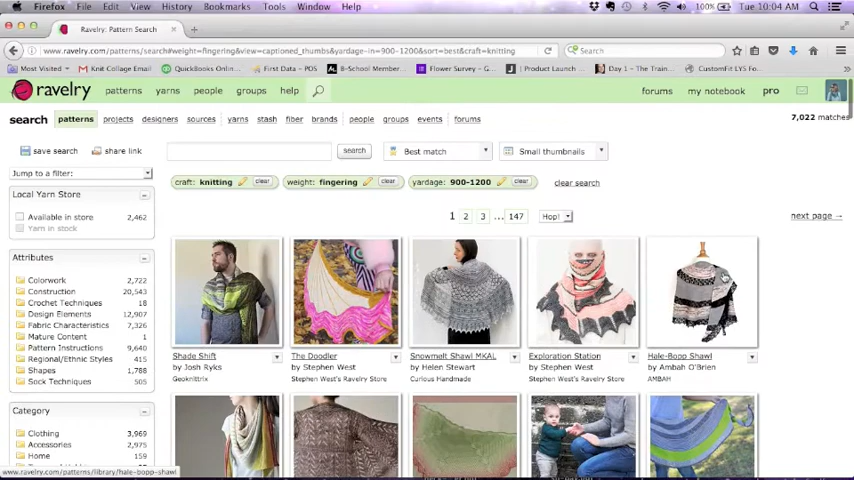 Firefox File Edit View History Bookmarks Tools Window Help 100% Tue 10:04 AM
Ravelry: Pattern Search
www.ravelry.com/patterns/search#weight=fingering&view=captioned_thumbs&yardage-in=900-1200&sort=best&craft=knitting Search
Most Visited Knit Collage Email QuickBooks Online First Data – POS B-School Member... Flower Survey – G... | Product Launch ... Day 1 – The Train... CustomFit LYS Fo...
ravelry patterns yarns people groups help forums my notebook pro
search patterns projects designers sources yarns stash fiber brands people groups events forums 7,022 matches
save search share link search Best match Small thumbnails
Jump to a filter: craft: knitting clear weight: fingering clear yardage: 900-1200 clear clear search
Local Yarn Store
Available in store 2,462
Yarn in stock
1 2 3 ... 147 Hop! next page →
Attributes
Colorwork 2,722
Construction 20,543
Crochet Techniques 18
Design Elements 12,907
Fabric Characteristics 7,326
Mature Content 1
Pattern Instructions 9,640
Regional/Ethnic Styles 415
Shapes 1,788
Sock Techniques 505
Shade Shift
by Josh Ryks
Geoknittrix
The Doodler
by Stephen West
Stephen West's Ravelry Store
Snowmelt Shawl MKAL
by Helen Stewart
Curious Handmade
Exploration Station
by Stephen West
Stephen West's Ravelry Store
Hale-Bopp Shawl
by Ambah O'Brien
AMBAH
Category
Clothing 3,969
Accessories 2,975
Home 159
www.ravelry.com/patterns/library/hale-bopp-shawl